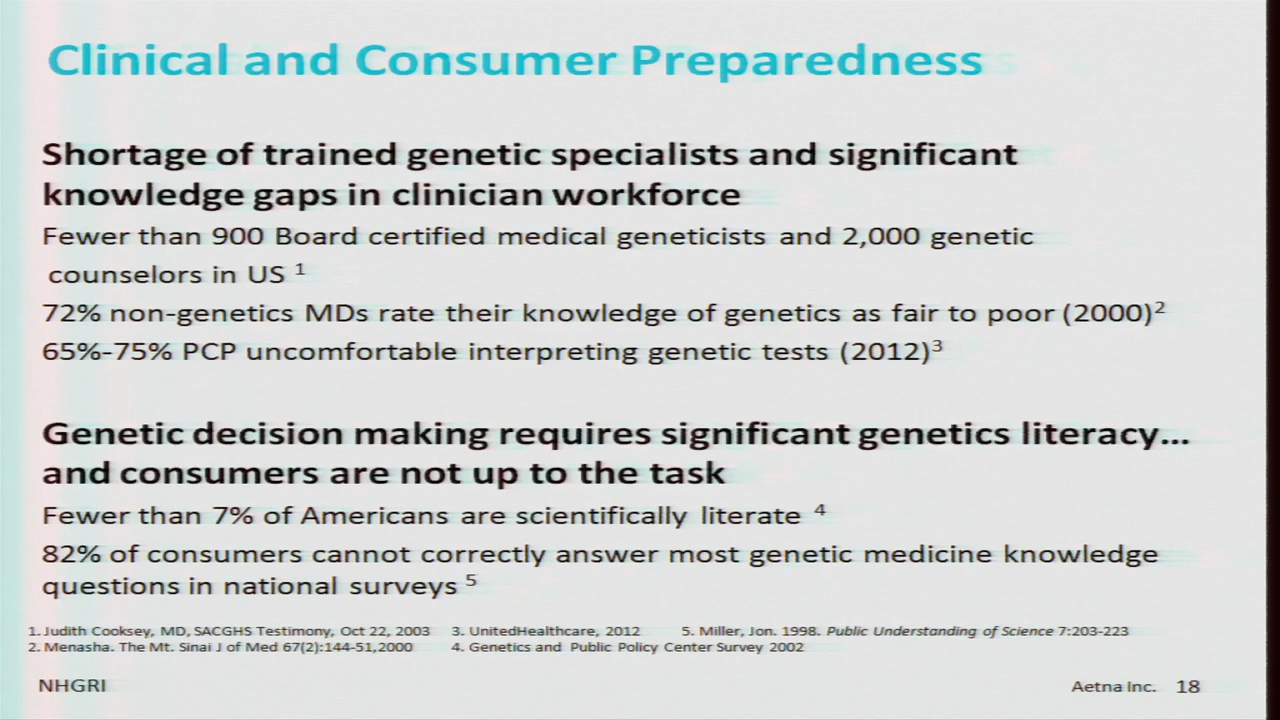 Clinical and Consumer Preparedness
Shortage of trained genetic specialists and significant
knowledge gaps in clinician workforce
Fewer than 900 Board certified medical geneticists and 2,000 genetic
counselors in US 1
72% non-genetics MDs rate their knowledge of genetics as fair to poor (2000)2
65%-75% PCP uncomfortable interpreting genetic tests (2012)3
Genetic decision making requires significant genetics literacy...
and consumers are not up to the task
Fewer than 7% of Americans are scientifically literate 4
82% of consumers cannot correctly answer most genetic medicine knowledge
questions in national surveys 5
1. Judith Cooksey, MD, SACGHS Testimony, Oct 22, 2003 3. UnitedHealthcare, 2012 5. Miller, Jon. 1998. Public Understanding of Science 7:203-223
2. Menasha. The Mt. Sinai J of Med 67(2):144-51,2000 4. Genetics and Public Policy Center Survey 2002
NHGRI Aetna Inc. 18